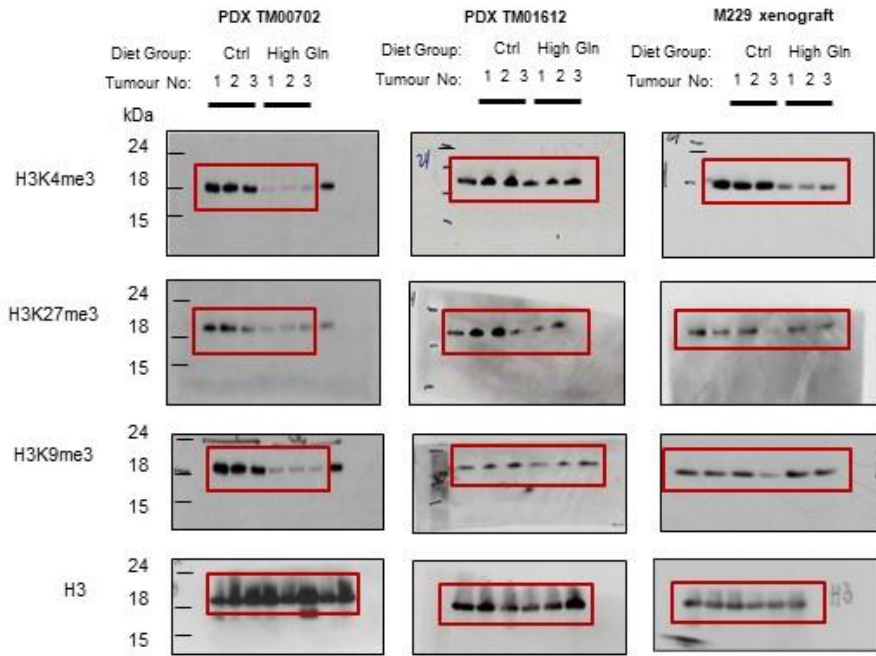 PDX TM00702 PDX TM01612 M229 xenograft
Diet Group: Ctrl High Gln Diet Group: Ctrl High Gln Diet Group: Ctrl High Gln
Tumour No: 1 2 3 1 2 3 Tumour No: 1 2 3 1 2 3 Tumour No: 1 2 3 1 2 3
kDa
24
H3K4me3 18
15
24
H3K27me3 18
15
24
H3K9me3 18
15
24
H3 18 H3
15